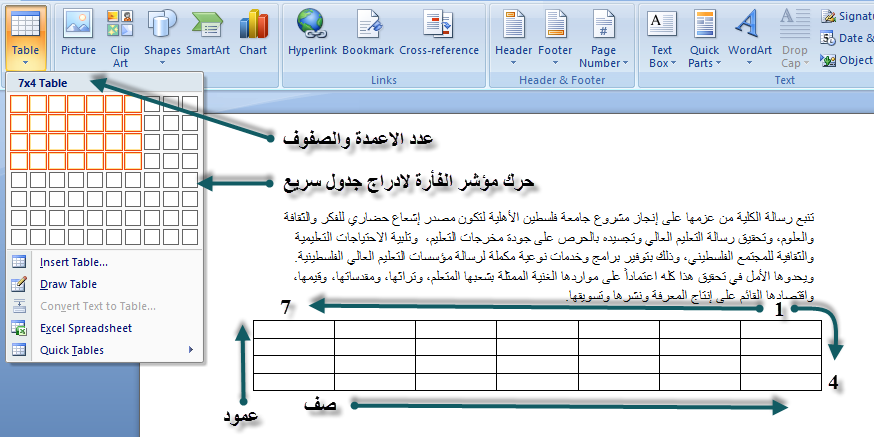 Table
Picture
Clip Art
Shapes
SmartArt
Chart
Hyperlink
Bookmark
Cross-reference
Links
Header
Footer
Page Number
Header & Footer
Text Box
Quick Parts
WordArt
Drop Cap
Text
Signatu
Date &
Object
7x4 Table
Insert Table...
Draw Table
Convert Text to Table...
Excel Spreadsheet
Quick Tables
عدد الاعمدة والصفوف
حرك مؤشر الفأرة لادراج جدول سريع
تنبع رسالة الكلية من عزمها على إنجاز مشروع جامعة فلسطين الأهلية لتكون مصدر إشعاع حضاري للفكر والثقافة
والعلوم، وتحقيق رسالة التعليم العالي وتجسيده بالحرص على جودة مخرجات التعليم، وتلبية الاحتياجات التعليمية
والثقافية للمجتمع الفلسطيني، وذلك بتوفير برامج وخدمات نوعية مكملة لرسالة مؤسسات التعليم العالي الفلسطينية.
ويحدوها الأمل في تحقيق هذا كله اعتماداً على مواردها الغنية الممثلة بشعبها المتعلم، وتراثها، ومقدساتها، وقيمها،
واقتصادها القائم على إنتاج المعرفة ونشرها وتسويقها.
1
7
4
صف
عمود